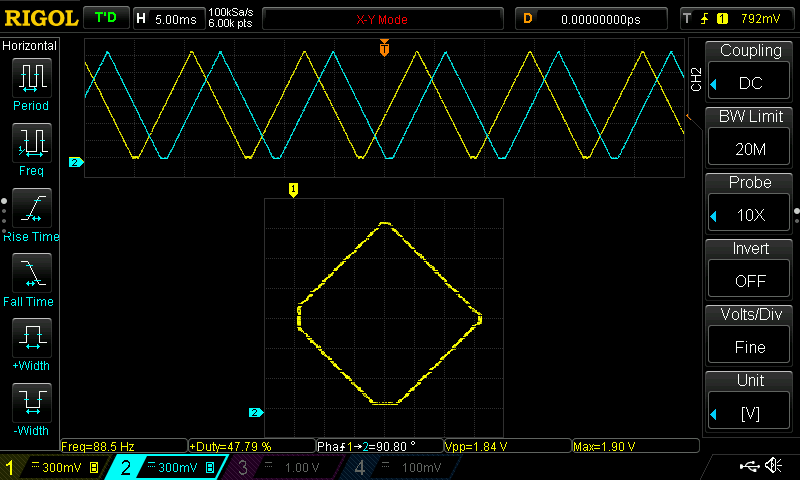 RIGOL T'D H 5.00ms 100kSa/s 6.00k pts X-Y Mode D 0.00000000ps T 1 792mV
Horizontal
Period
Freq
Rise Time
Fall Time
+Width
-Width
T
2
1
2
CH2
Coupling
DC
BW Limit
20M
Probe
10X
Invert
OFF
Volts/Div
Fine
Unit
[V]
Freq=88.5 Hz +Duty=47.79 % Pha 1→2=90.80 ° Vpp=1.84 V Max=1.90 V
1 300mV B 2 300mV B 3 1.00 V 4 100mV